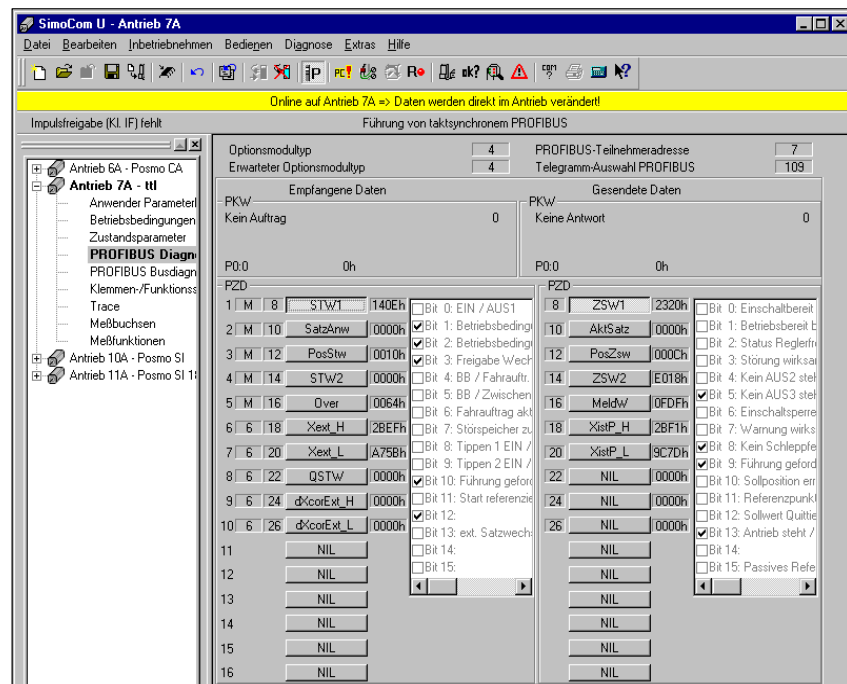 SimoCom U - Antrieb 7A
Datei Bearbeiten Inbetriebnehmen Bedienen Diagnose Extras Hilfe
Online auf Antrieb 7A => Daten werden direkt im Antrieb verändert!
Impulsfreigabe (Kl. IF) fehlt Führung von taktsynchronem PROFIBUS
Antrieb 6A - Posmo CA
Antrieb 7A - ttl
Anwender Parameterl
Betriebsbedingungen
Zustandsparameter
PROFIBUS Diagn
PROFIBUS Busdiagn
Klemmen-/Funktionss
Trace
Meßbuchsen
Meßfunktionen
Antrieb 10A - Posmo SI
Antrieb 11A - Posmo SI 1
Optionsmodultyp 4 PROFIBUS-Teilnehmeradresse 7
Erwarteter Optionsmodultyp 4 Telegramm-Auswahl PROFIBUS 109
Empfangene Daten
PKW
Kein Auftrag 0
P0:0 0h
Gesendete Daten
PKW
Keine Antwort 0
P0:0 0h
PZD
1 M 8 STW1 140Eh
2 M 10 SatzAnw 0000h
3 M 12 PosStw 0010h
4 M 14 STW2 0000h
5 M 16 Over 0064h
6 6 18 Xext_H 2BEFh
7 6 20 Xext_L A75Bh
8 6 22 QSTW 0000h
9 6 24 dXcorExt_H 0000h
10 6 26 dXcorExt_L 0000h
11 NIL
12 NIL
13 NIL
14 NIL
15 NIL
16 NIL
Bit 0: EIN / AUS1
Bit 1: Betriebsbeding
Bit 2: Betriebsbeding
Bit 3: Freigabe Wech
Bit 4: BB / Fahrauftr.
Bit 5: BB / Zwischen
Bit 6: Fahrauftrag akt
Bit 7: Störspeicher zu
Bit 8: Tippen 1 EIN /
Bit 9: Tippen 2 EIN /
Bit 10: Führung geford
Bit 11: Start referenzie
Bit 12:
Bit 13: ext. Satzwech
Bit 14:
Bit 15:
PZD
8 ZSW1 2320h
10 AktSatz 0000h
12 PosZsw 000Ch
14 ZSW2 E018h
16 MeldW 0FDFh
18 XistP_H 2BF1h
20 XistP_L 9C7Dh
22 NIL 0000h
24 NIL 0000h
26 NIL 0000h
NIL
NIL
NIL
NIL
NIL
NIL
Bit 0: Einschaltbereit
Bit 1: Betriebsbereit b
Bit 2: Status Reglerfr
Bit 3: Störung wirksa
Bit 4: Kein AUS2 steh
Bit 5: Kein AUS3 steh
Bit 6: Einschaltsperre
Bit 7: Warnung wirks
Bit 8: Kein Schleppfe
Bit 9: Führung geford
Bit 10: Sollposition err
Bit 11: Referenzpunkt
Bit 12: Sollwert Quittie
Bit 13: Antrieb steht /
Bit 14:
Bit 15: Passives Refe